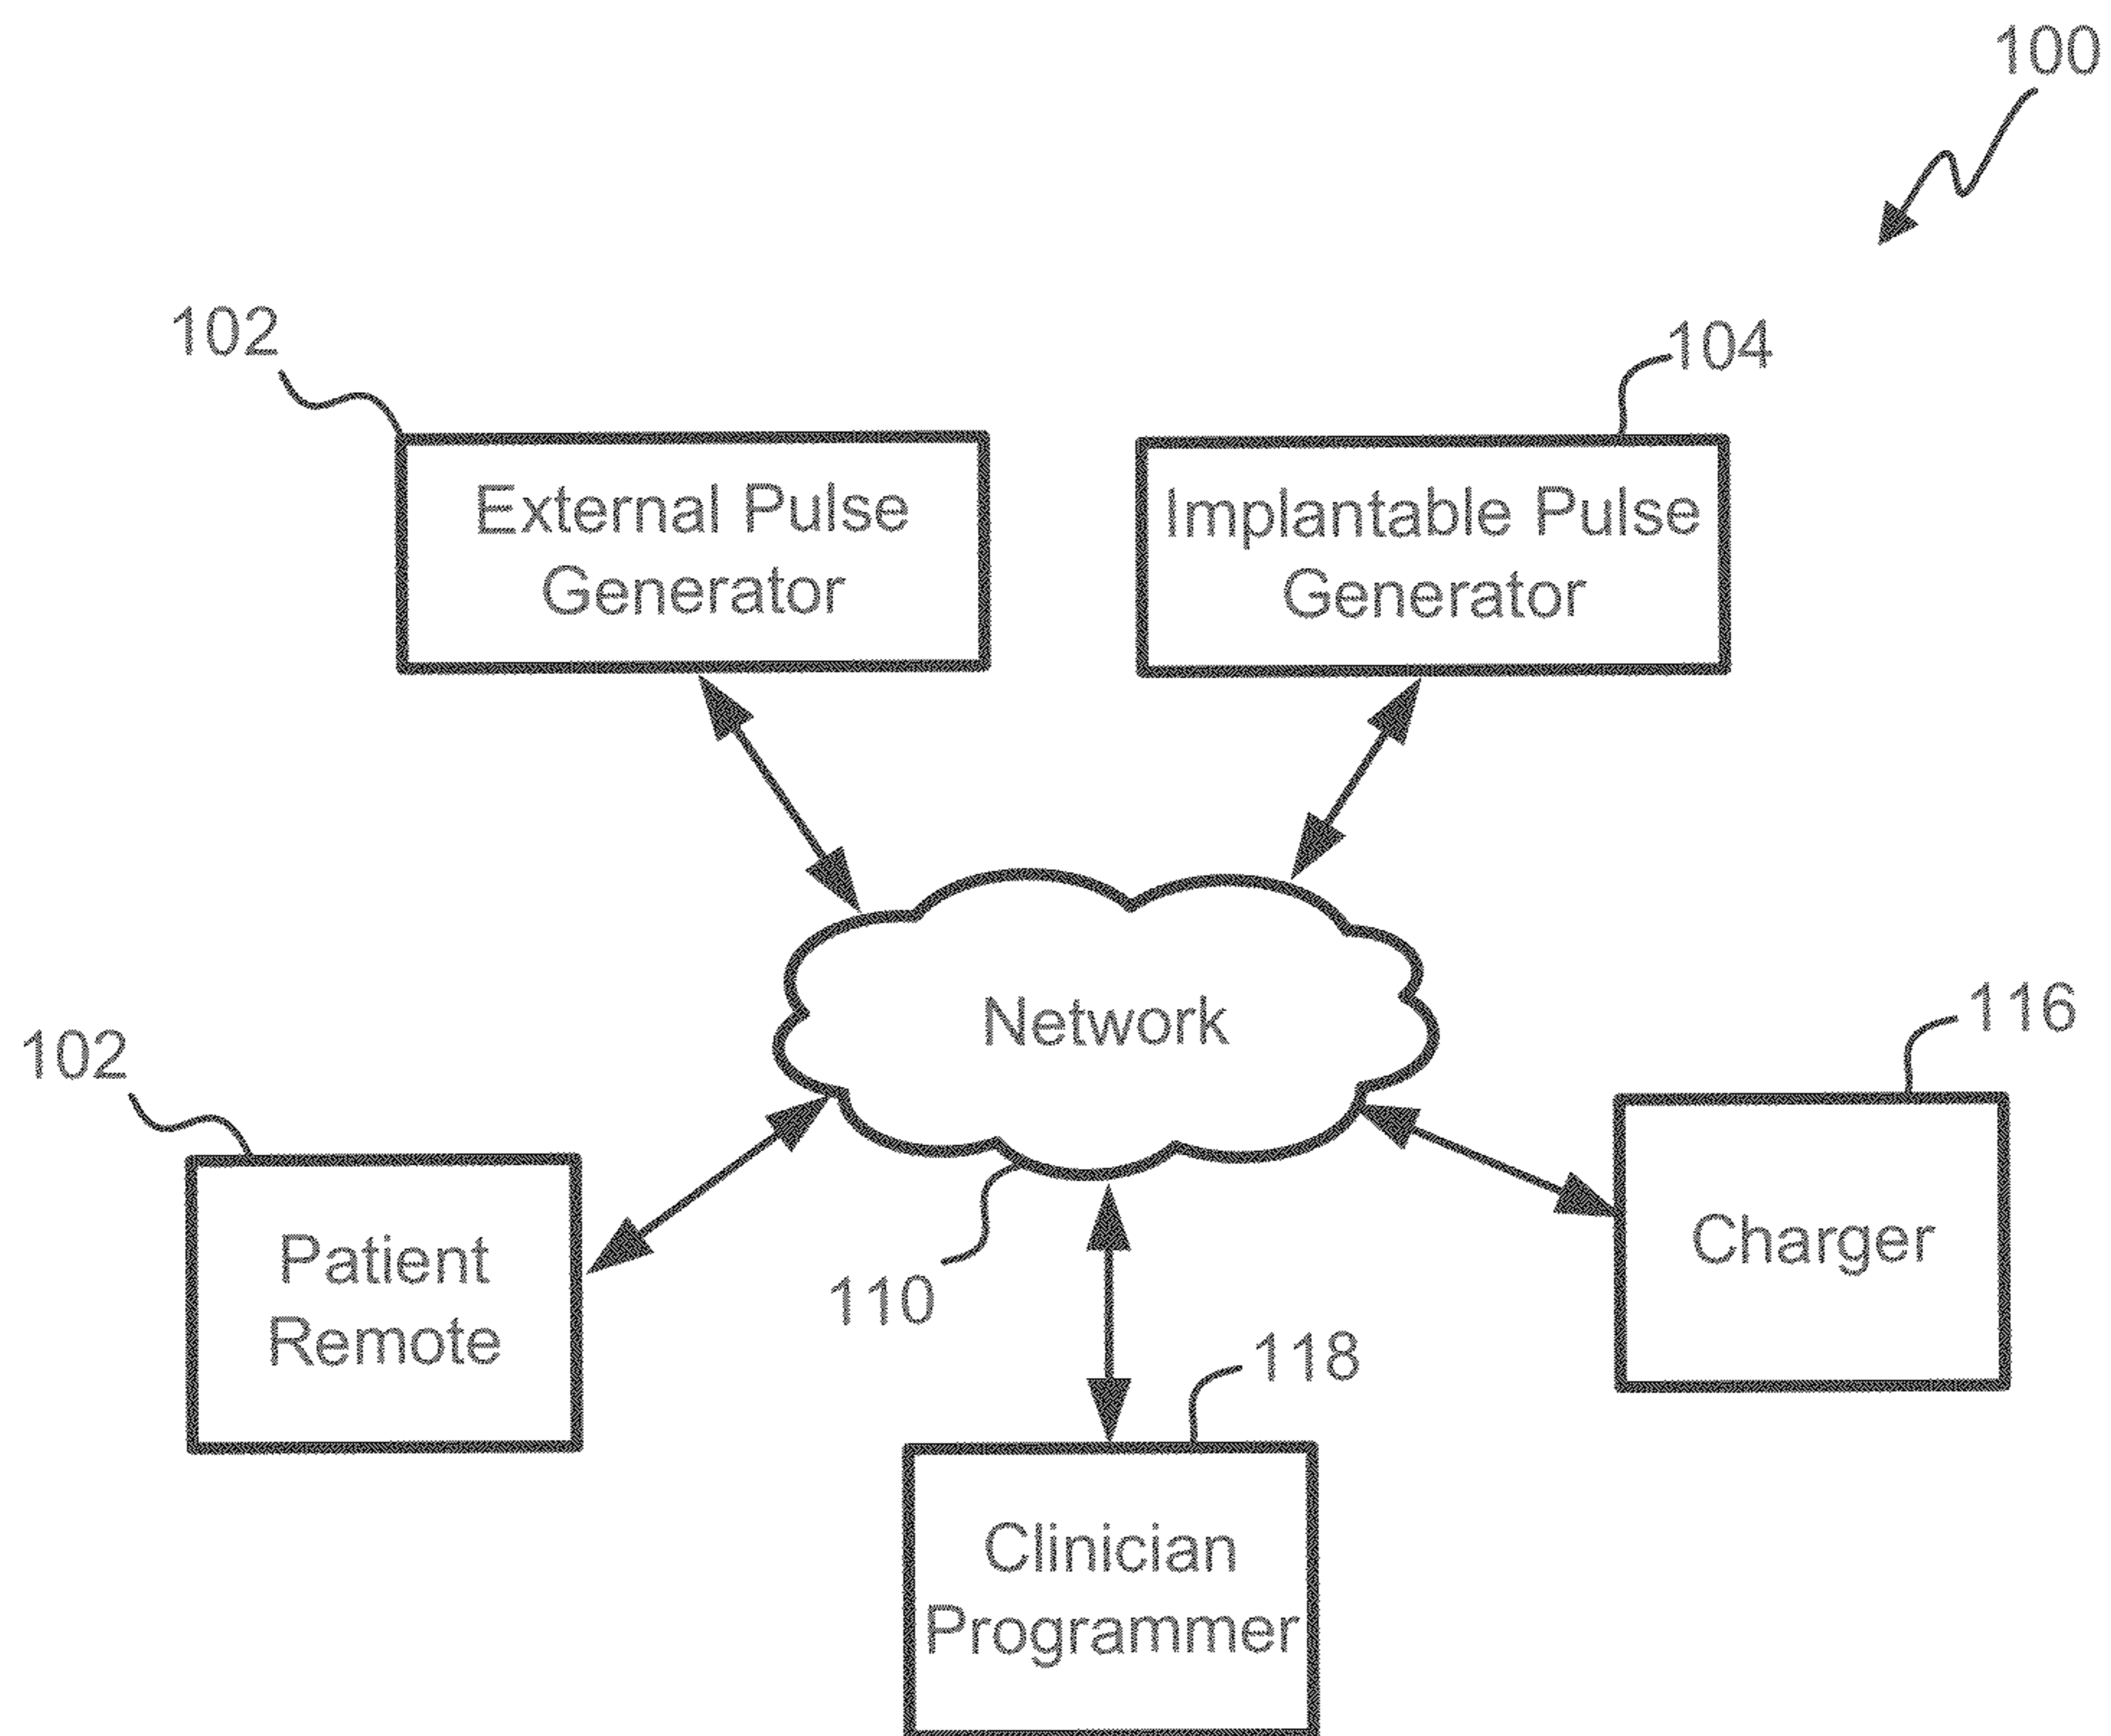 100
102
104
External Pulse
Generator
Implantable Pulse
Generator
Network
116
102
Patient
Remote
Charger
110
118
Clinician
Programmer